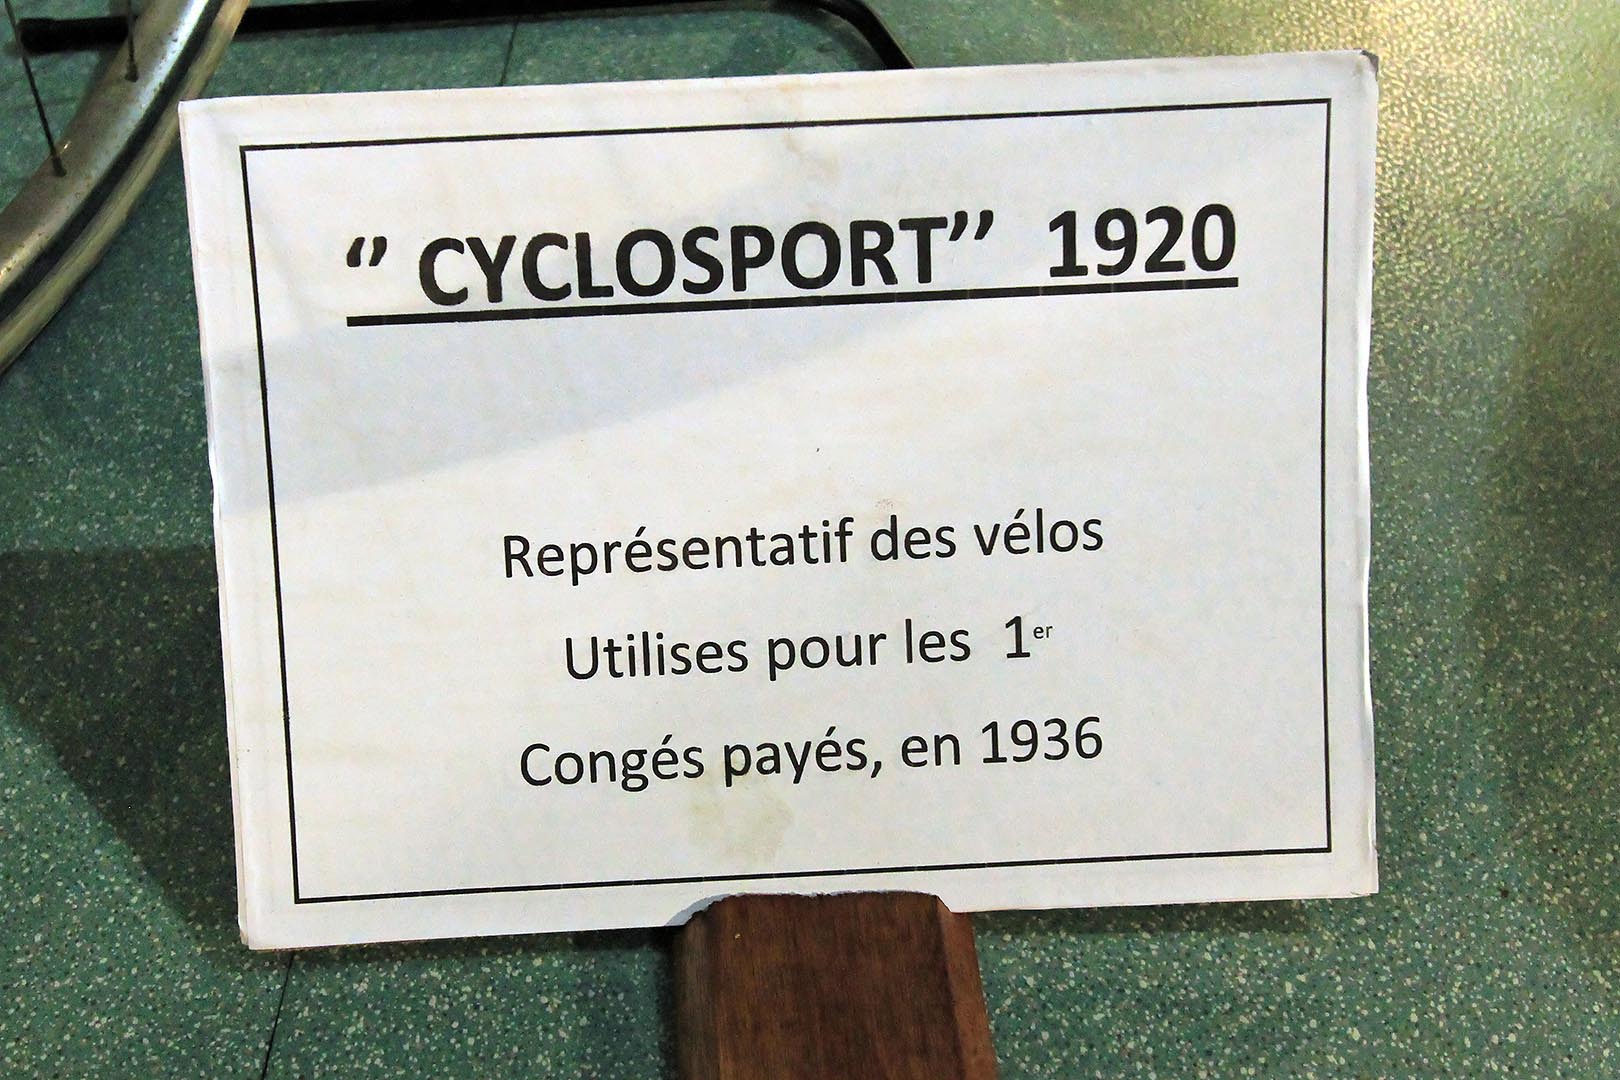 ‘’ CYCLOSPORT’’ 1920
Représentatif des vélos
Utilises pour les 1er
Congés payés, en 1936